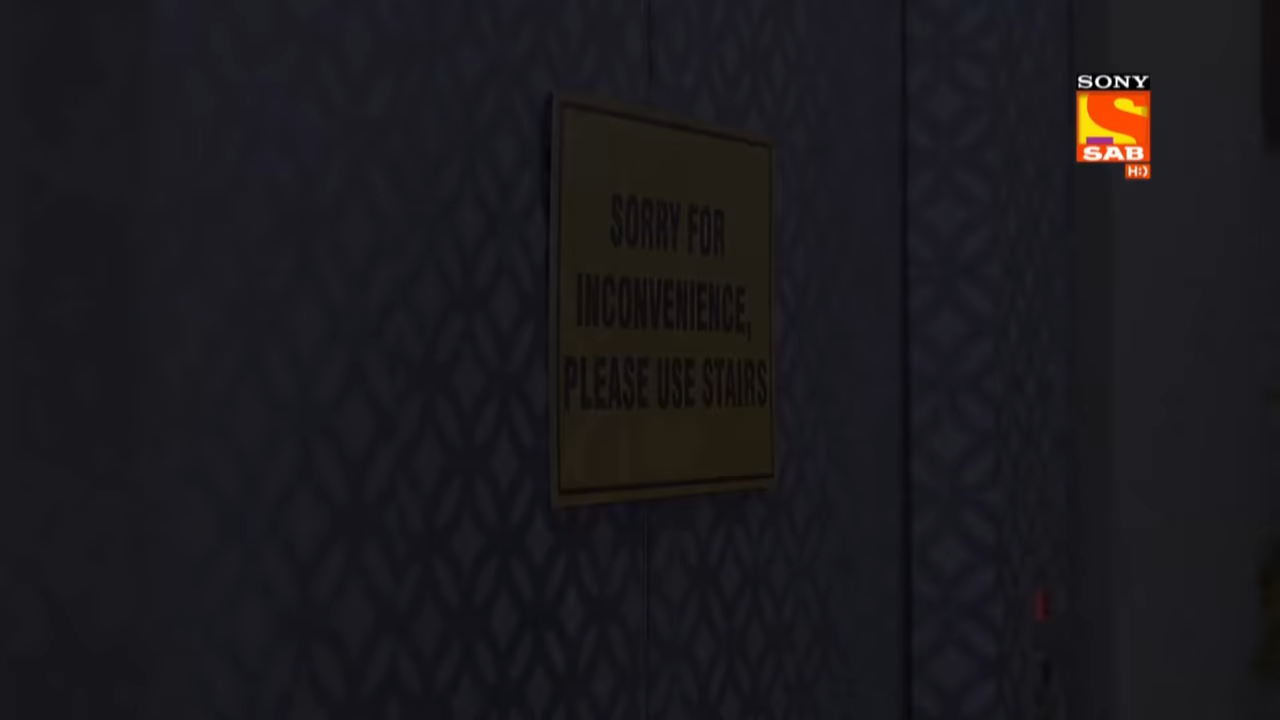 SONY
SAB
HD
SORRY FOR
INCONVENIENCE,
PLEASE USE STAIRS